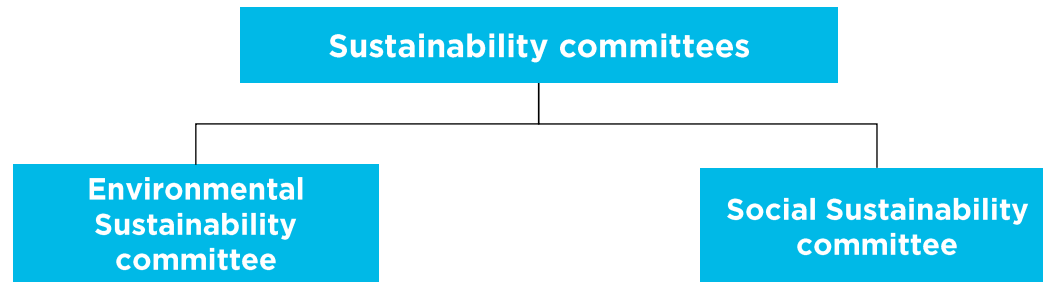 Sustainability committees
Environmental
Sustainability
committee
Social Sustainability
committee